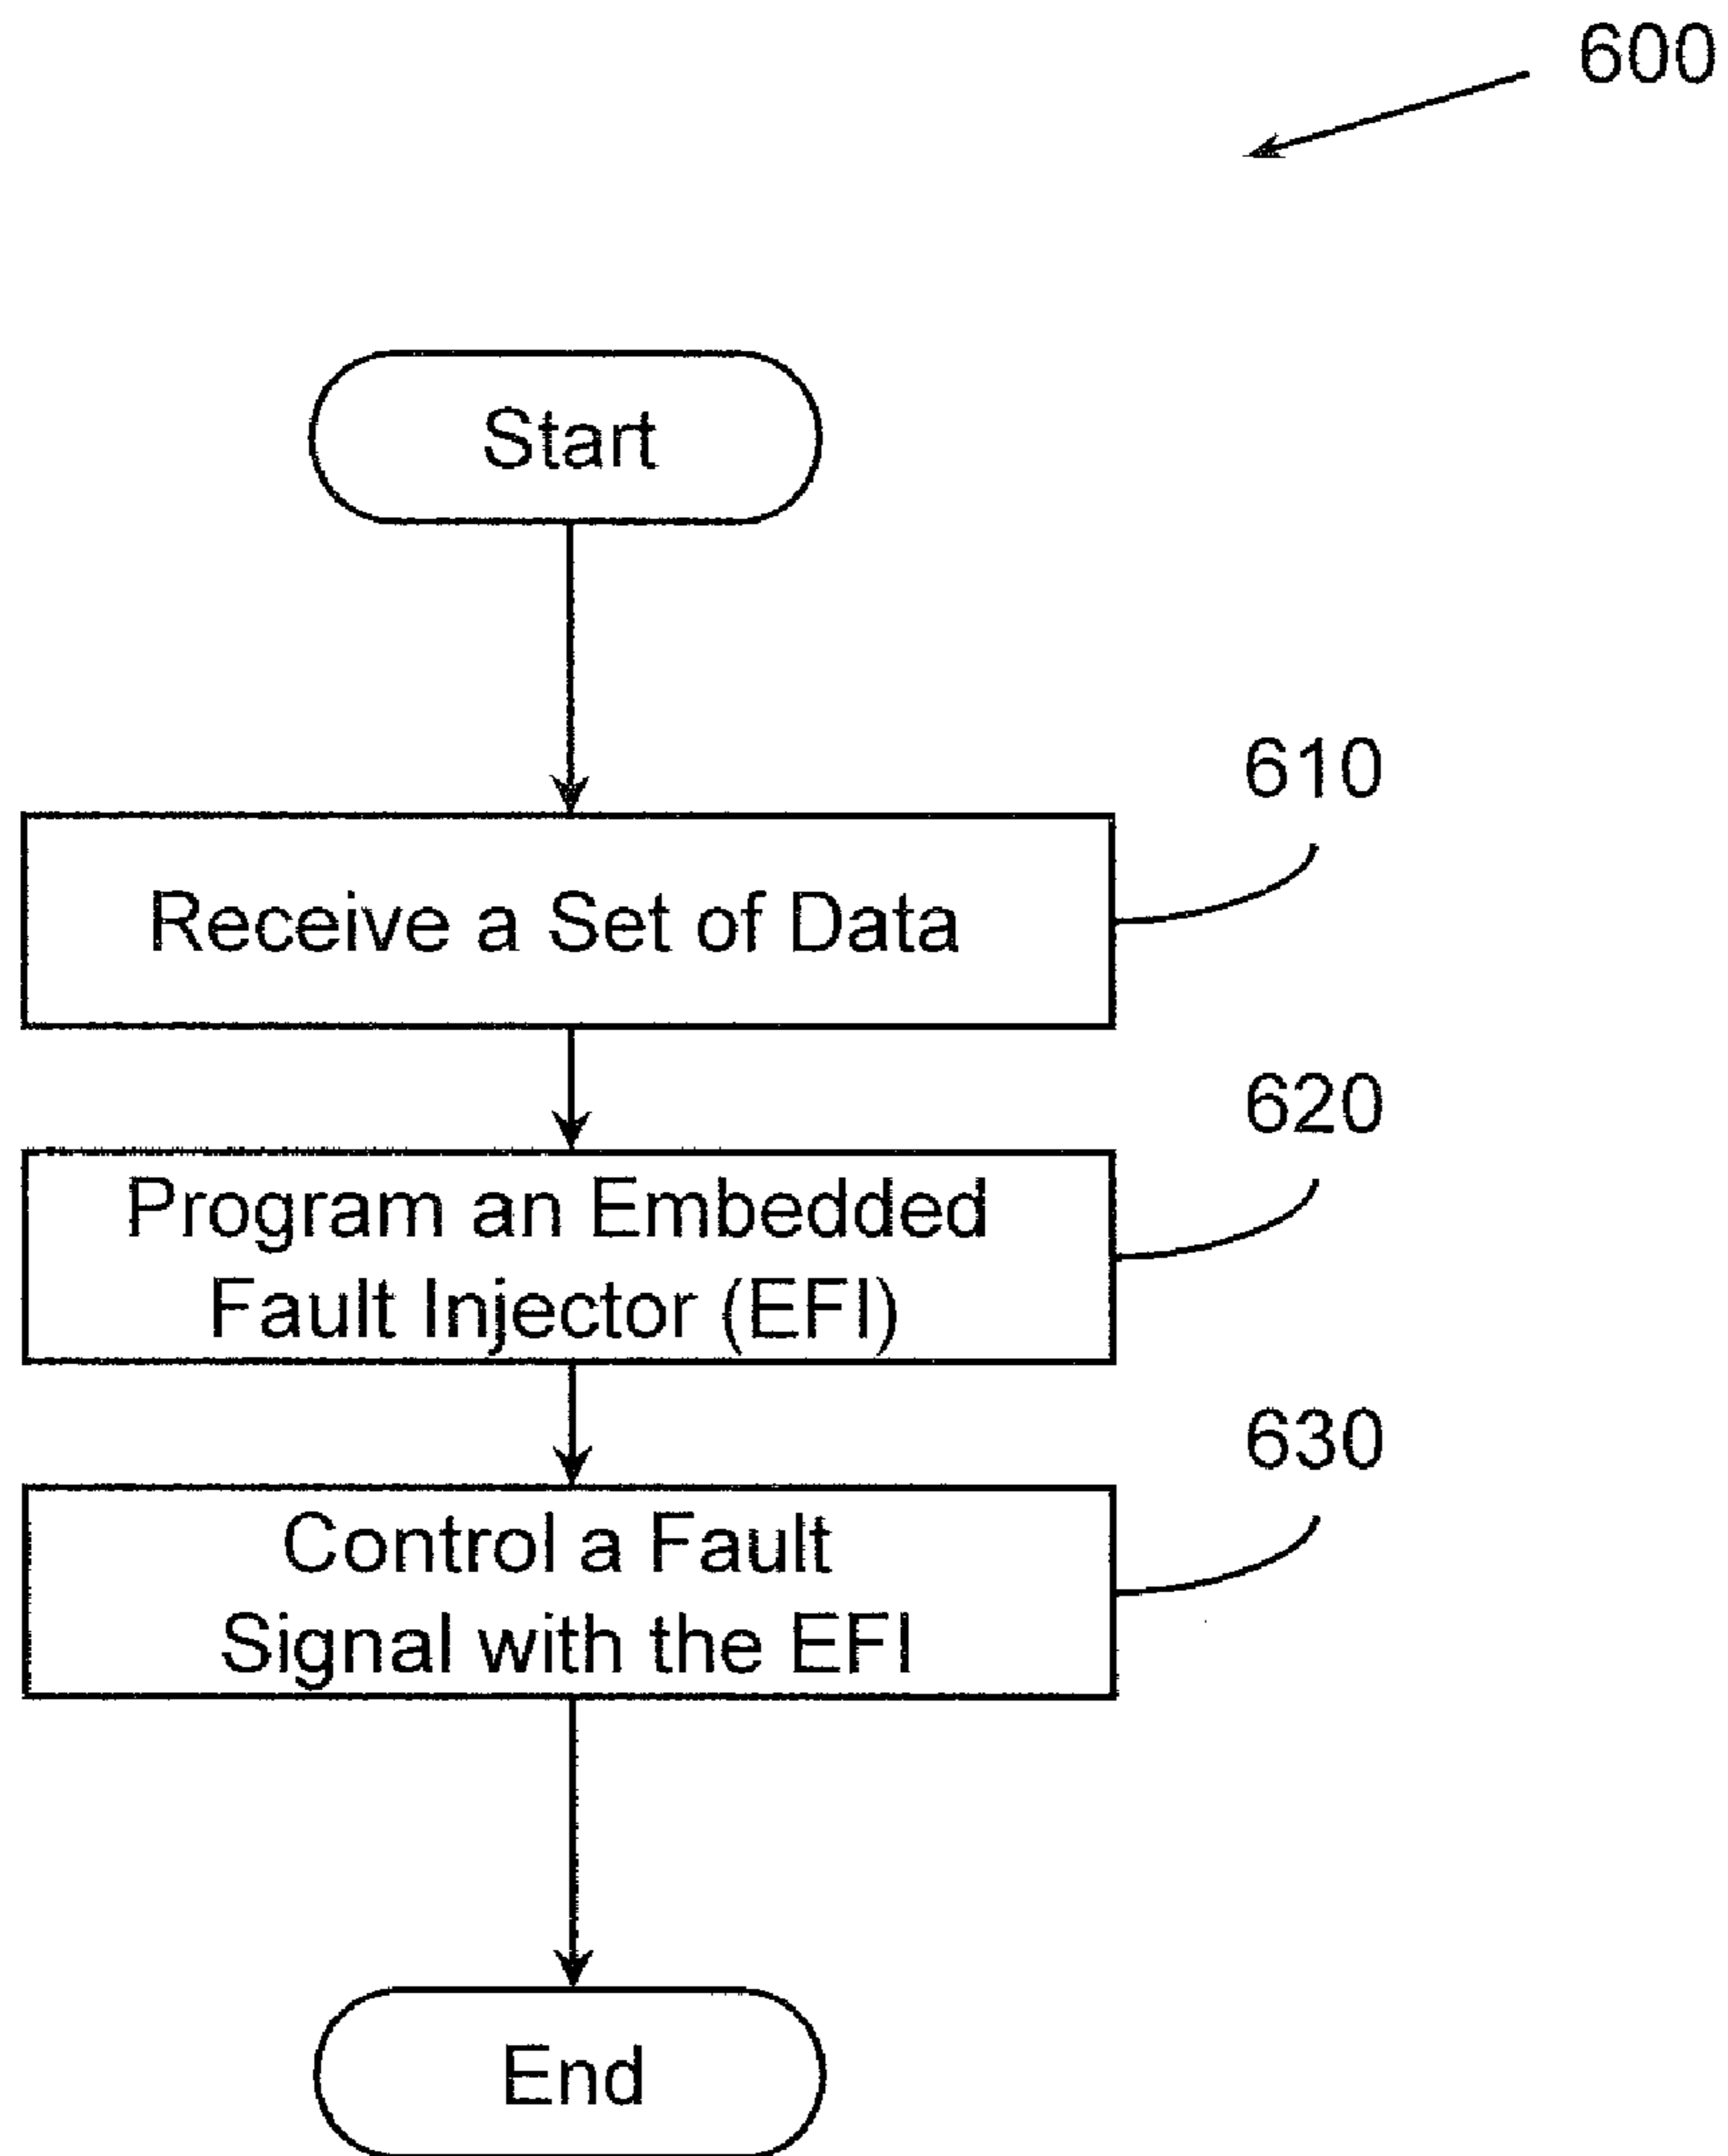 600
Start
610
Receive a Set of Data
620
Program an Embedded
Fault Injector (EFI)
630
Control a Fault
Signal with the EFI
End